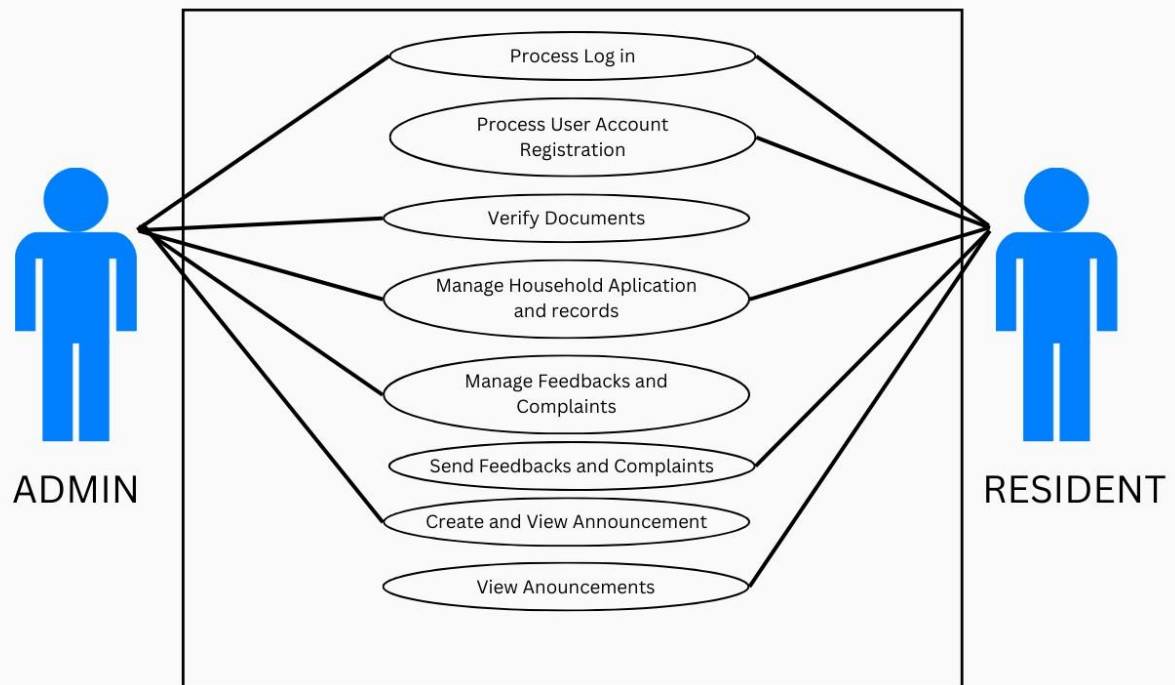 Process Log in
Process User Account
Registration
Verify Documents
Manage Household Aplication
and records
Manage Feedbacks and
Complaints
Send Feedbacks and Complaints
Create and View Announcement
View Anouncements
ADMIN
RESIDENT